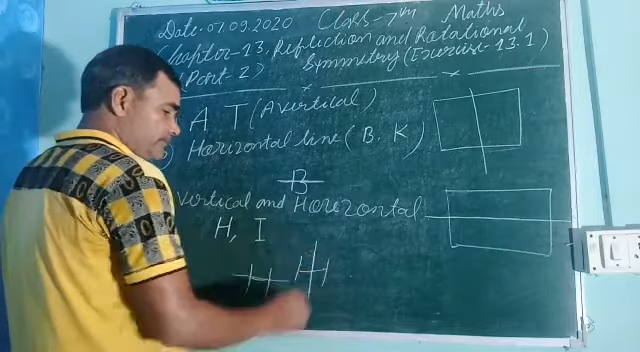 Date. 07.09.2020 Class-7th Maths
Chapter-13. Reflection and Rotational
(Part-2) Symmetry (Exercise-13.1)
A T (A vertical)
) Horizontal line (B, K)
B
vertical and Horizontal
H, I
H H